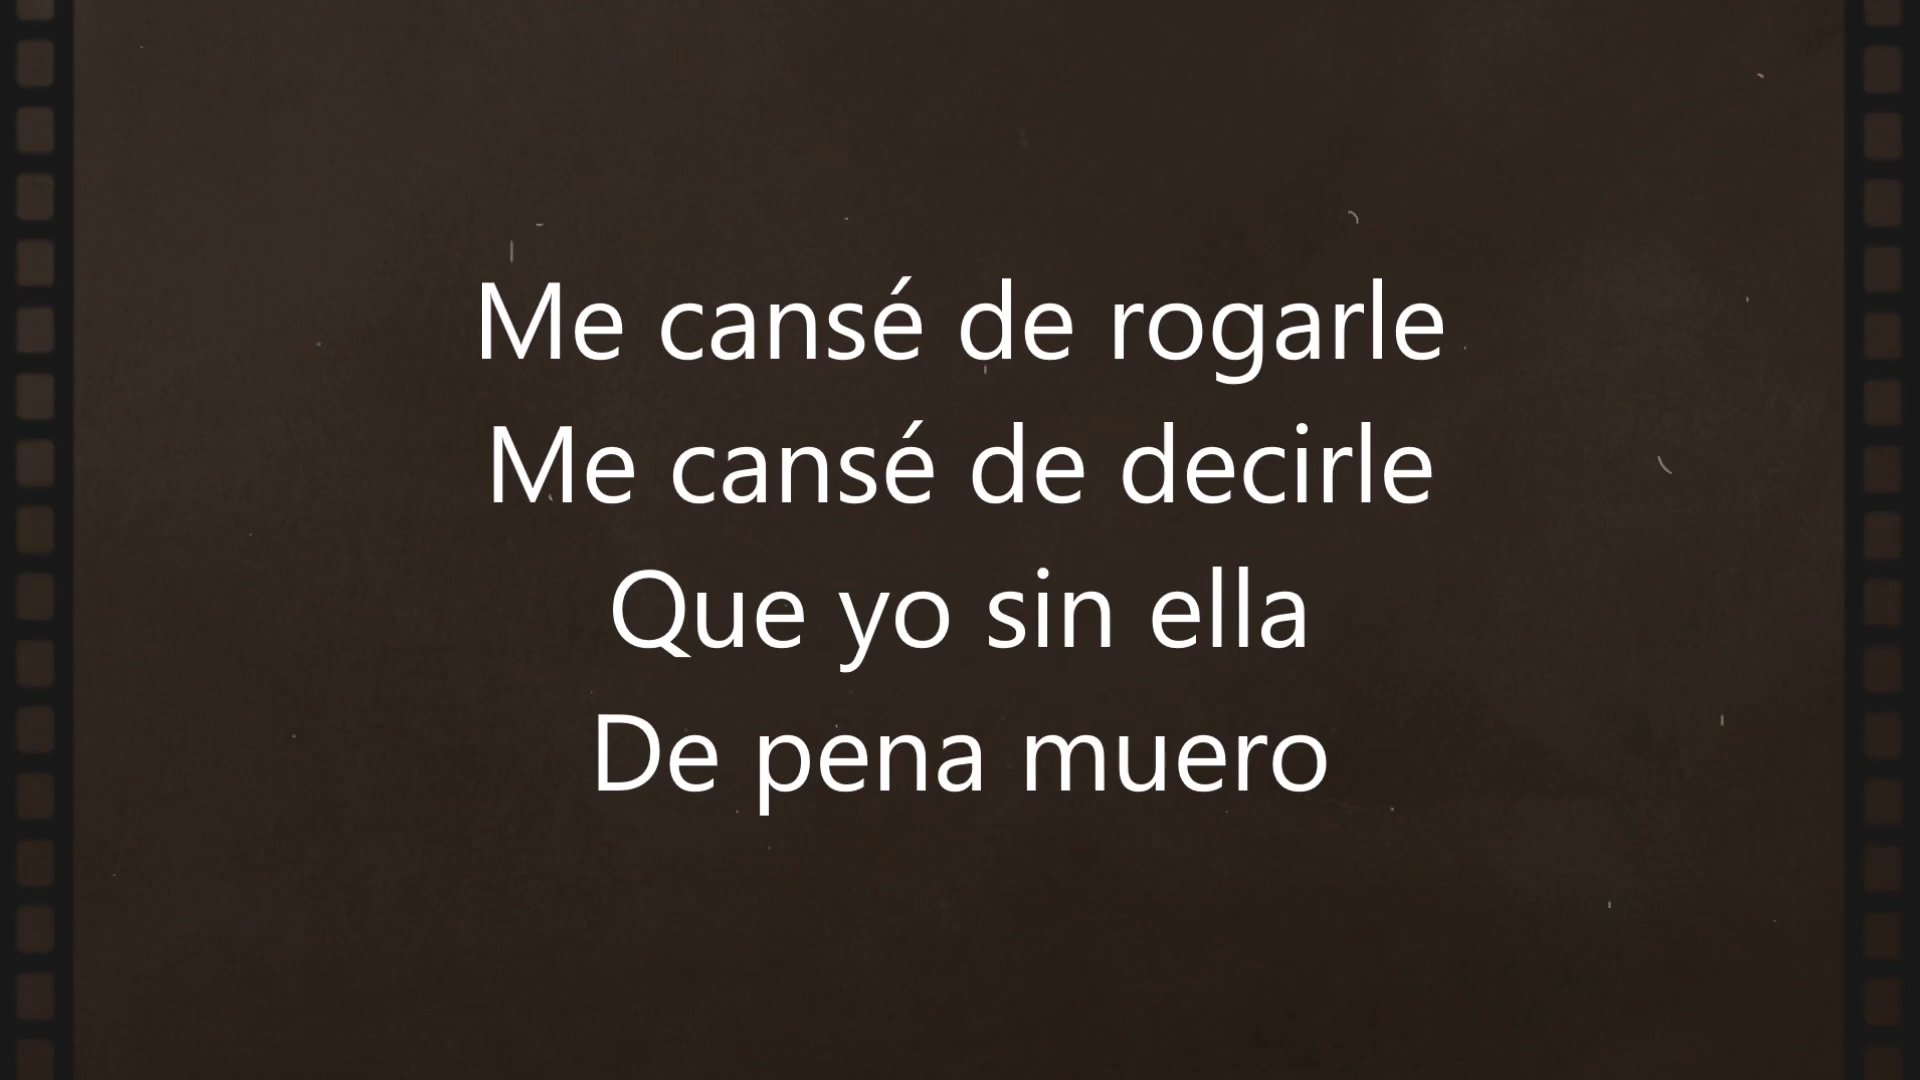 Me cansé de rogarle
Me cansé de decirle
Que yo sin ella
De pena muero